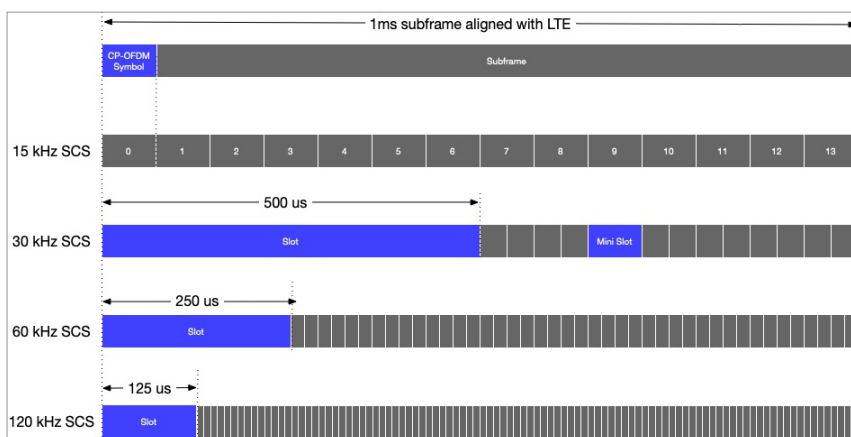 1ms subframe aligned with LTE
CP-OFDM
Symbol
Subframe
15 kHz SCS
0 1 2 3 4 5 6 7 8 9 10 11 12 13
500 us
30 kHz SCS
Slot
Mini Slot
250 us
60 kHz SCS
Slot
125 us
120 kHz SCS
Slot